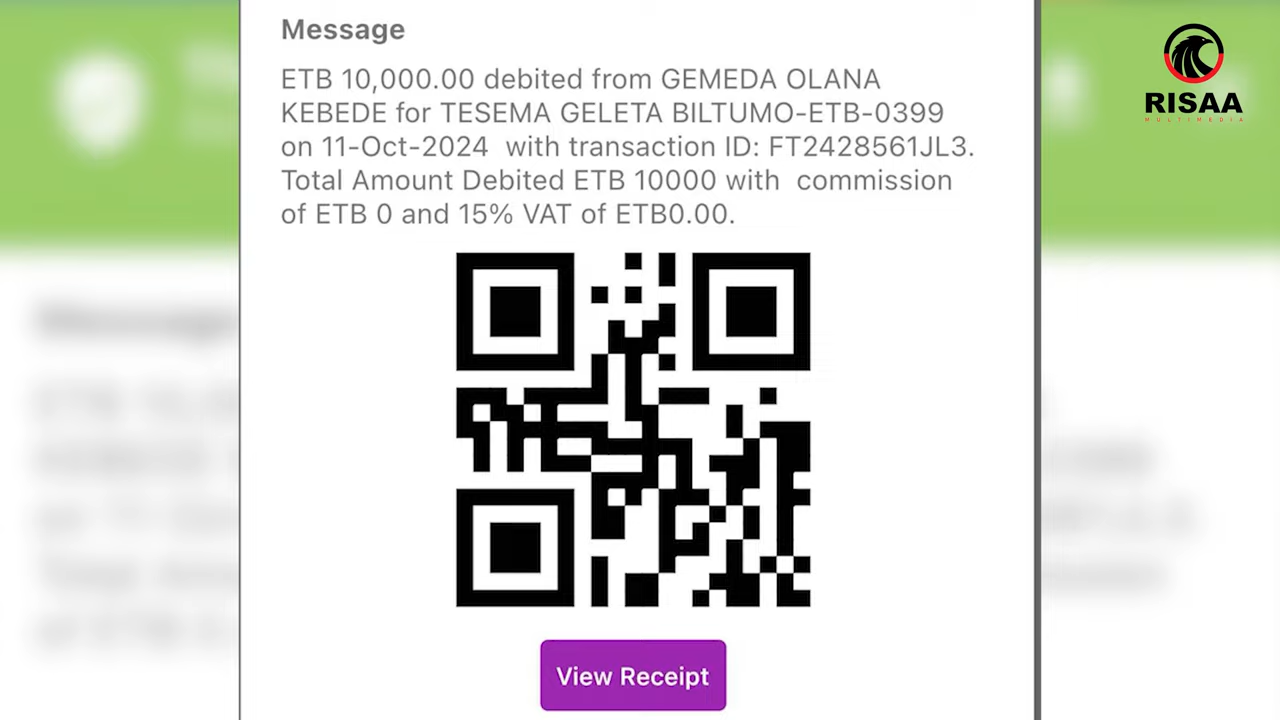 Message
ETB 10,000.00 debited from GEMEDA OLANA
KEBEDE for TESEMA GELETA BILTUMO-ETB-0399
on 11-Oct-2024  with transaction ID: FT2428561JL3.
Total Amount Debited ETB 10000 with  commission
of ETB 0 and 15% VAT of ETB0.00.
View Receipt
RISAA
MULTIMEDIA